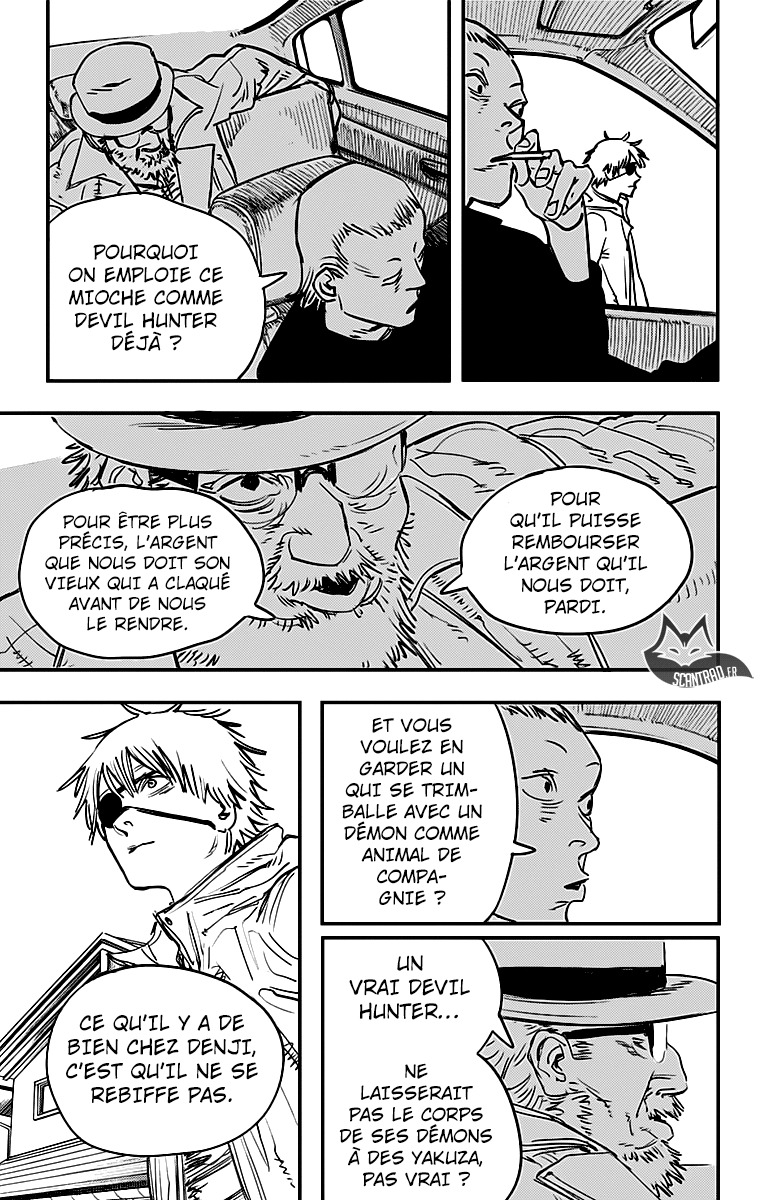 POURQUOI
ON EMPLOIE CE
MIOCHE COMME
DEVIL HUNTER
DÉJÀ ?
POUR
QU'IL PUISSE
REMBOURSER
L'ARGENT QU'IL
NOUS DOIT,
PARDI.
POUR ÊTRE PLUS
PRÉCIS, L'ARGENT
QUE NOUS DOIT SON
VIEUX QUI A CLAQUÉ
AVANT DE NOUS
LE RENDRE.
SCANTRAD.FR
ET VOUS
VOULEZ EN
GARDER UN
QUI SE TRIM-
BALLE AVEC UN
DÉMON COMME
ANIMAL DE
COMPA-
GNIE ?
UN
VRAI DEVIL
HUNTER...
NE
LAISSERAIT
PAS LE CORPS
DE SES DÉMONS
À DES YAKUZA,
PAS VRAI ?
CE QU'IL Y A DE
BIEN CHEZ DENJI,
C'EST QU'IL NE SE
REBIFFE PAS.